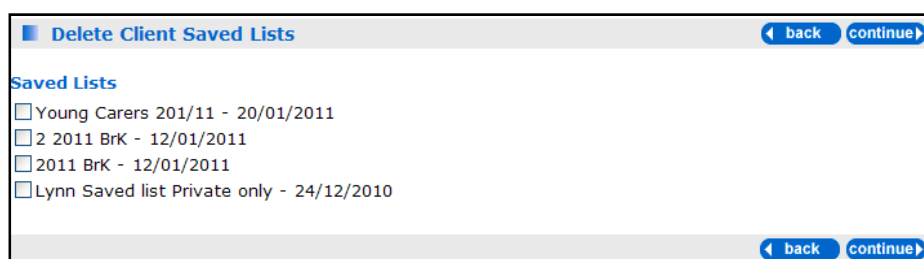 Delete Client Saved Lists back continue
Saved Lists
Young Carers 201/11 - 20/01/2011
2 2011 BrK - 12/01/2011
2011 BrK - 12/01/2011
Lynn Saved list Private only - 24/12/2010
back continue